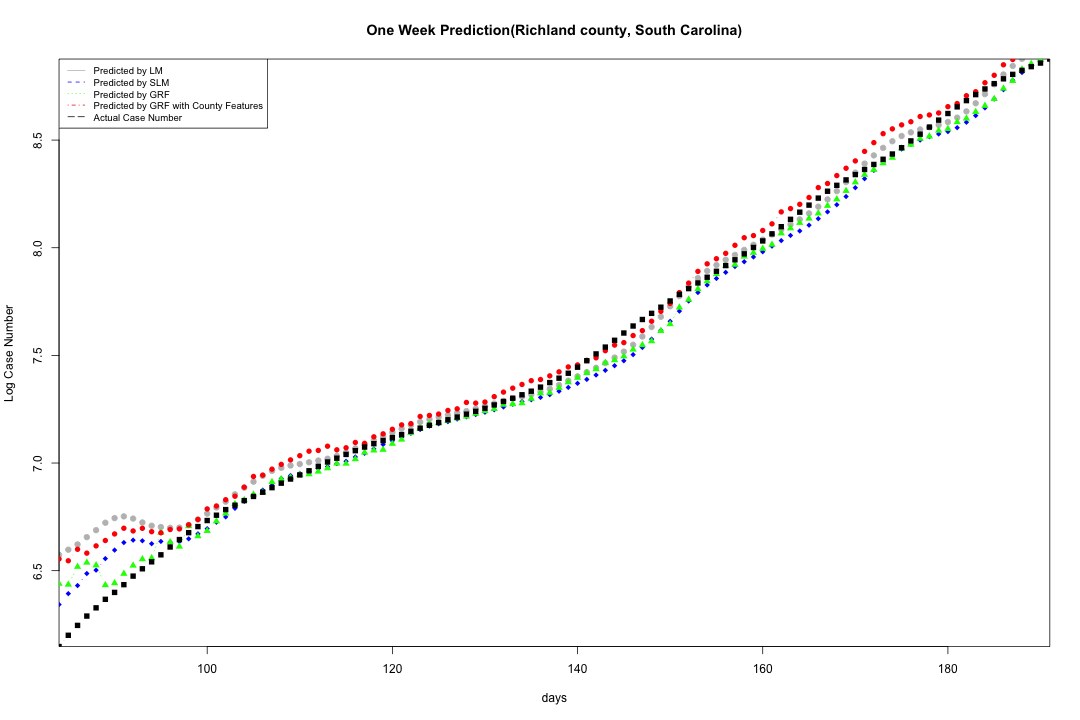 One Week Prediction(Richland county, South Carolina)
Predicted by LM
Predicted by SLM
Predicted by GRF
Predicted by GRF with County Features
Actual Case Number
8.5
8.0
7.5
7.0
6.5
Log Case Number
100 120 140 160 180
days